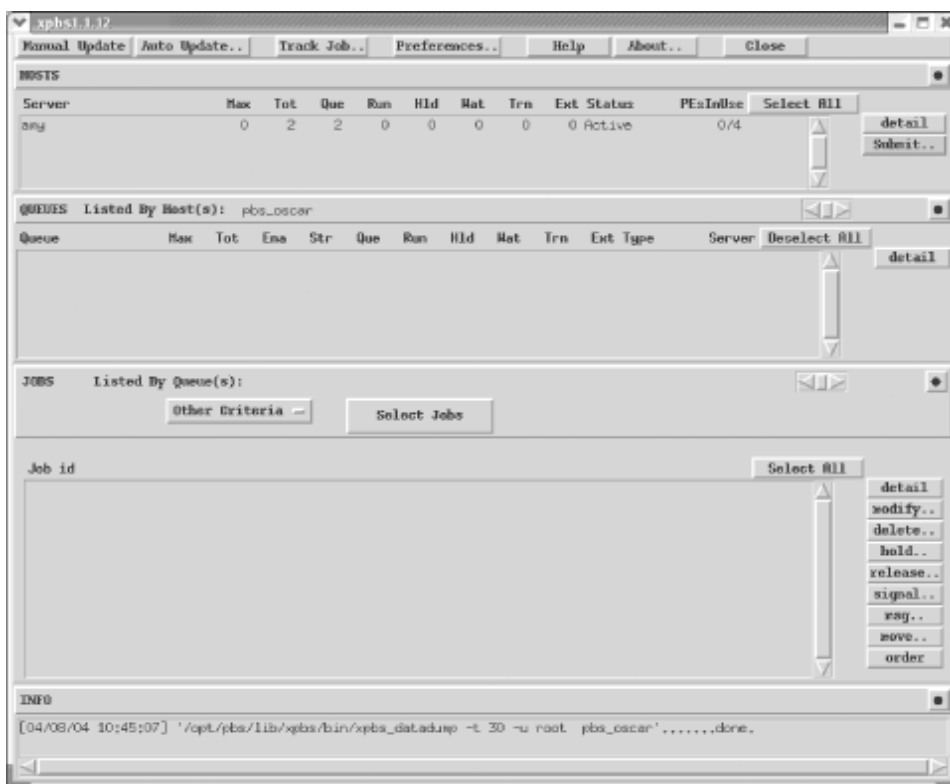 xpbs1.1.12
Manual Update Auto Update.. Track Job.. Preferences.. Help About.. Close
HOSTS
Server Max Tot Que Run Hld Wat Trn Ext Status PEsInUse Select All
any 0 2 2 0 0 0 0 0 Active 0/4 detail
Submit..
QUEUES Listed By Host(s): pbs_oscar
Queue Max Tot Ena Str Que Run Hld Wat Trn Ext Type Server Deselect All
detail
JOBS Listed By Queue(s):
Other Criteria Select Jobs
Job id Select All
detail
modify..
delete..
hold..
release..
signal..
msg..
move..
order
INFO
[04/08/04 10:45:07] '/opt/pbs/lib/xpbs/bin/xpbs_datadump -t 30 -u root pbs_oscar'.......done.